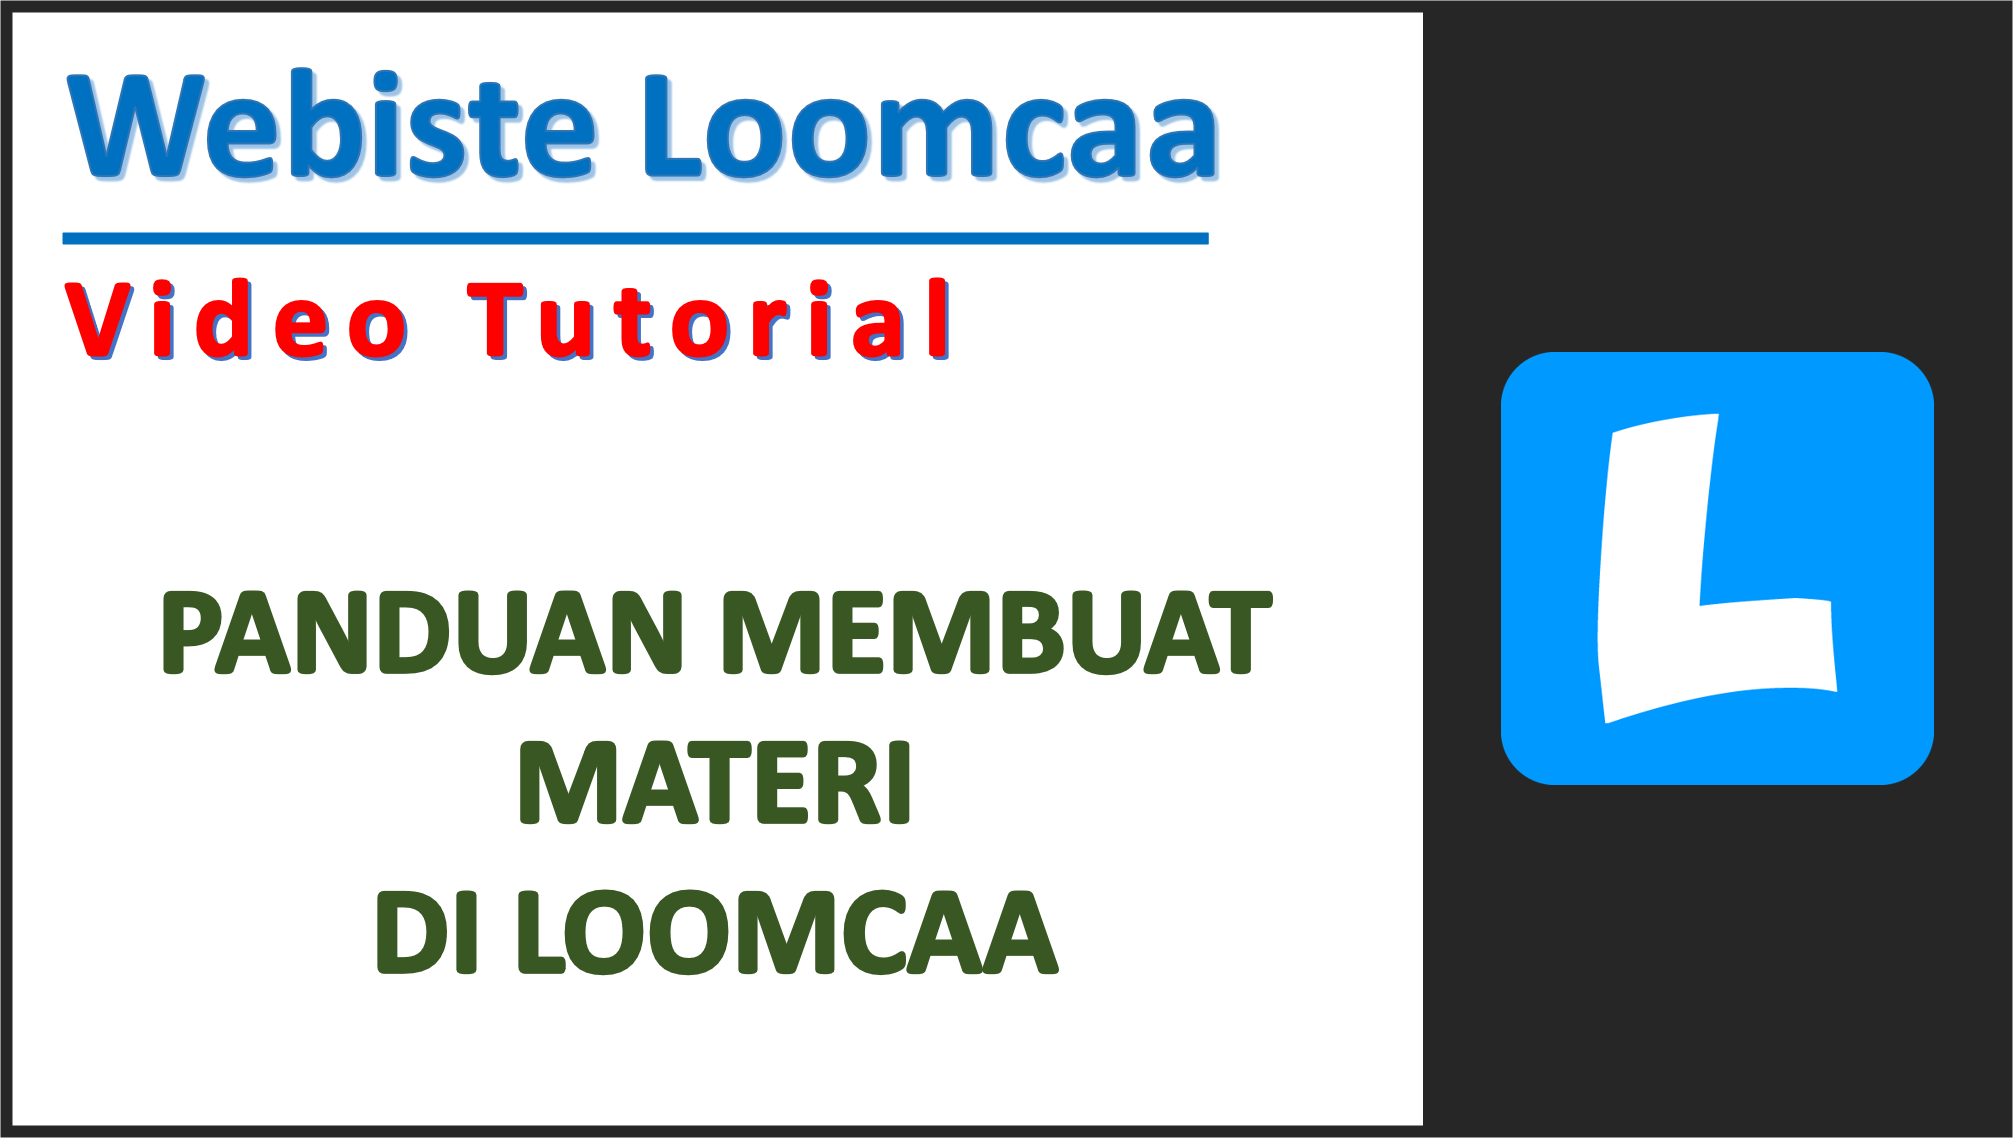 Webiste Loomcaa
Video Tutorial
PANDUAN MEMBUAT
MATERI
DI LOOMCAA
L